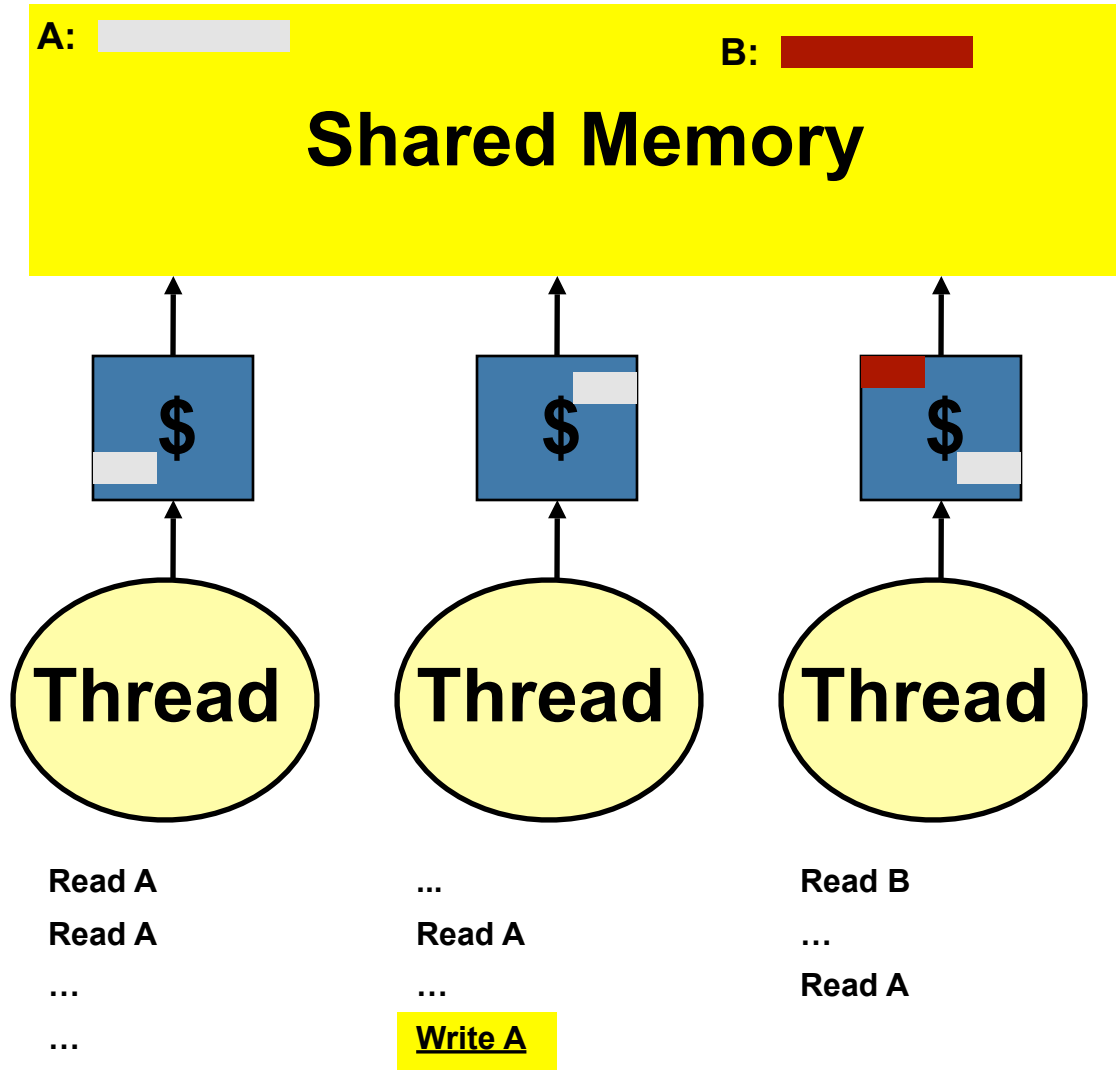 A:
B:
Shared Memory
$ $ $
Thread Thread Thread
Read A ... Read B
Read A Read A …
… … Read A
… Write A